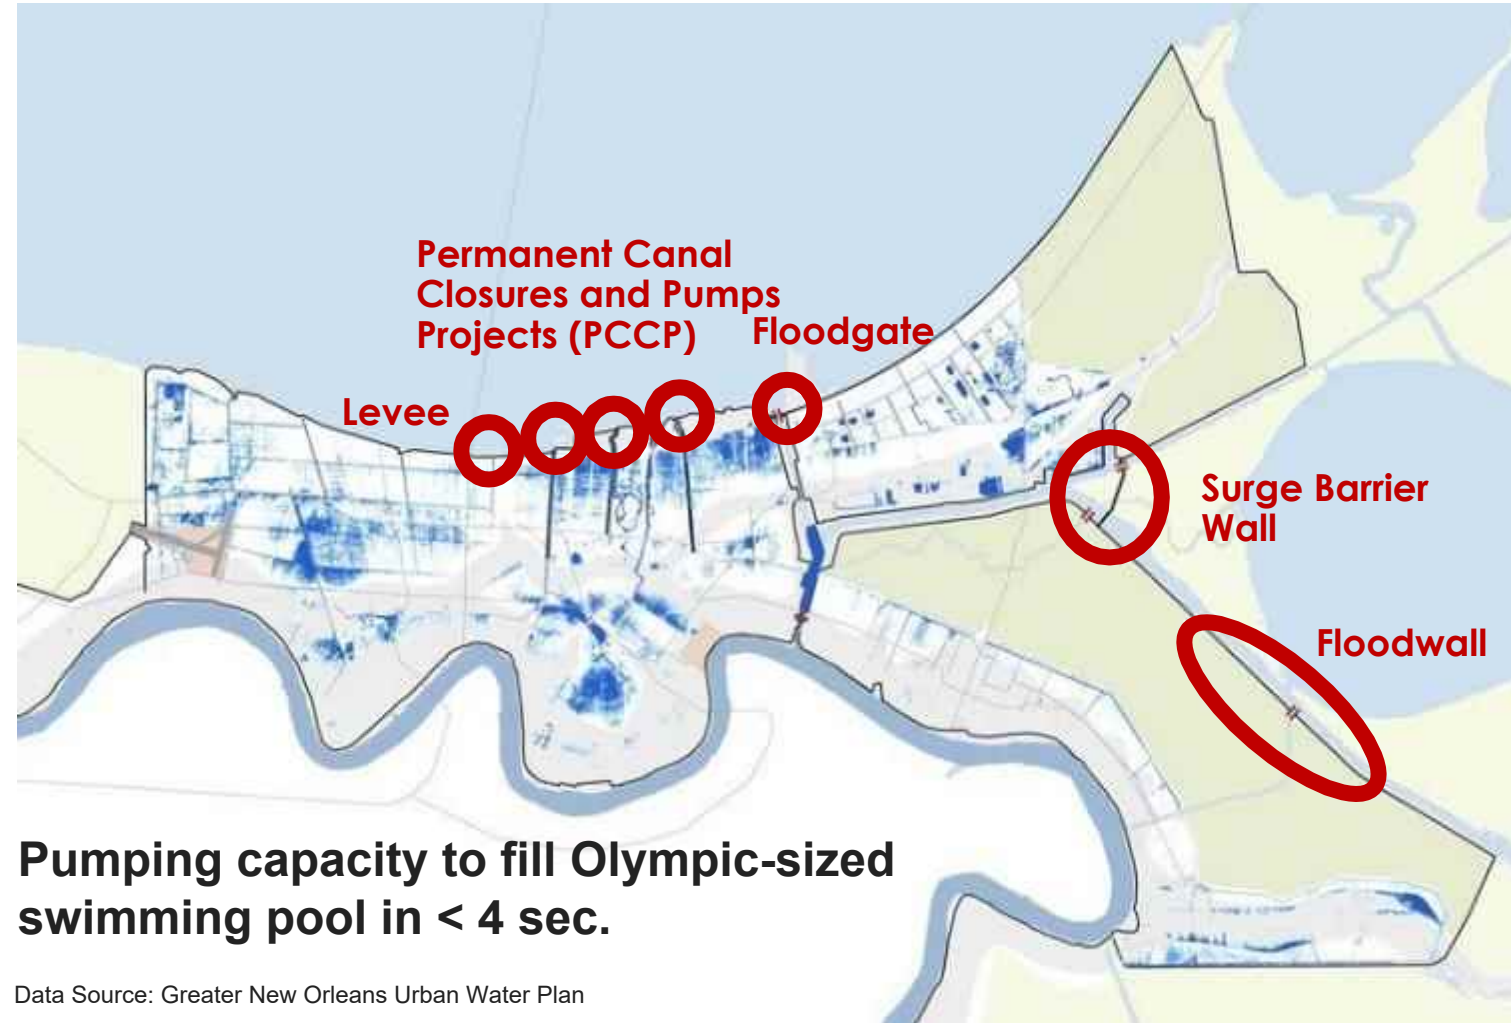 Permanent Canal
Closures and Pumps
Projects (PCCP)
Floodgate
Levee
Surge Barrier
Wall
Floodwall
Pumping capacity to fill Olympic-sized
swimming pool in < 4 sec.
Data Source: Greater New Orleans Urban Water Plan